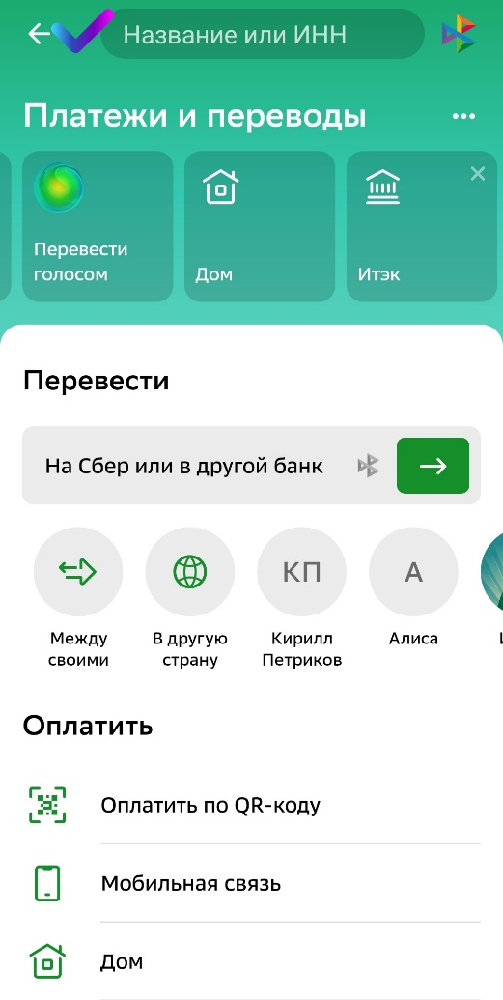 Название или ИНН
Платежи и переводы
Перевести
голосом
Дом
Итэк
Перевести
На Сбер или в другой банк
Между
своими
В другую
страну
КП
Кирилл
Петриков
А
Алиса
Оплатить
Оплатить по QR-коду
Мобильная связь
Дом